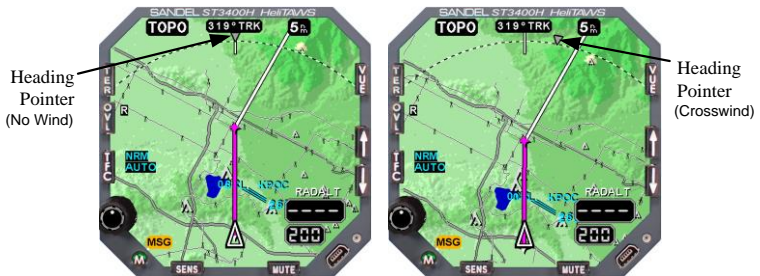 SANDEL ST3400H HeliTAWS
TOPO
319°TRK
5 nm
TER
OVL
TFC
VUE
R
NRM
AUTO
RADALT
----
200
MSG
M
SENS
MUTE
Heading
Pointer
(No Wind)
SANDEL ST3400H HeliTAWS
TOPO
319°TRK
5 nm
TER
OVL
TFC
VUE
R
NRM
AUTO
RADALT
----
200
MSG
M
SENS
MUTE
Heading
Pointer
(Crosswind)